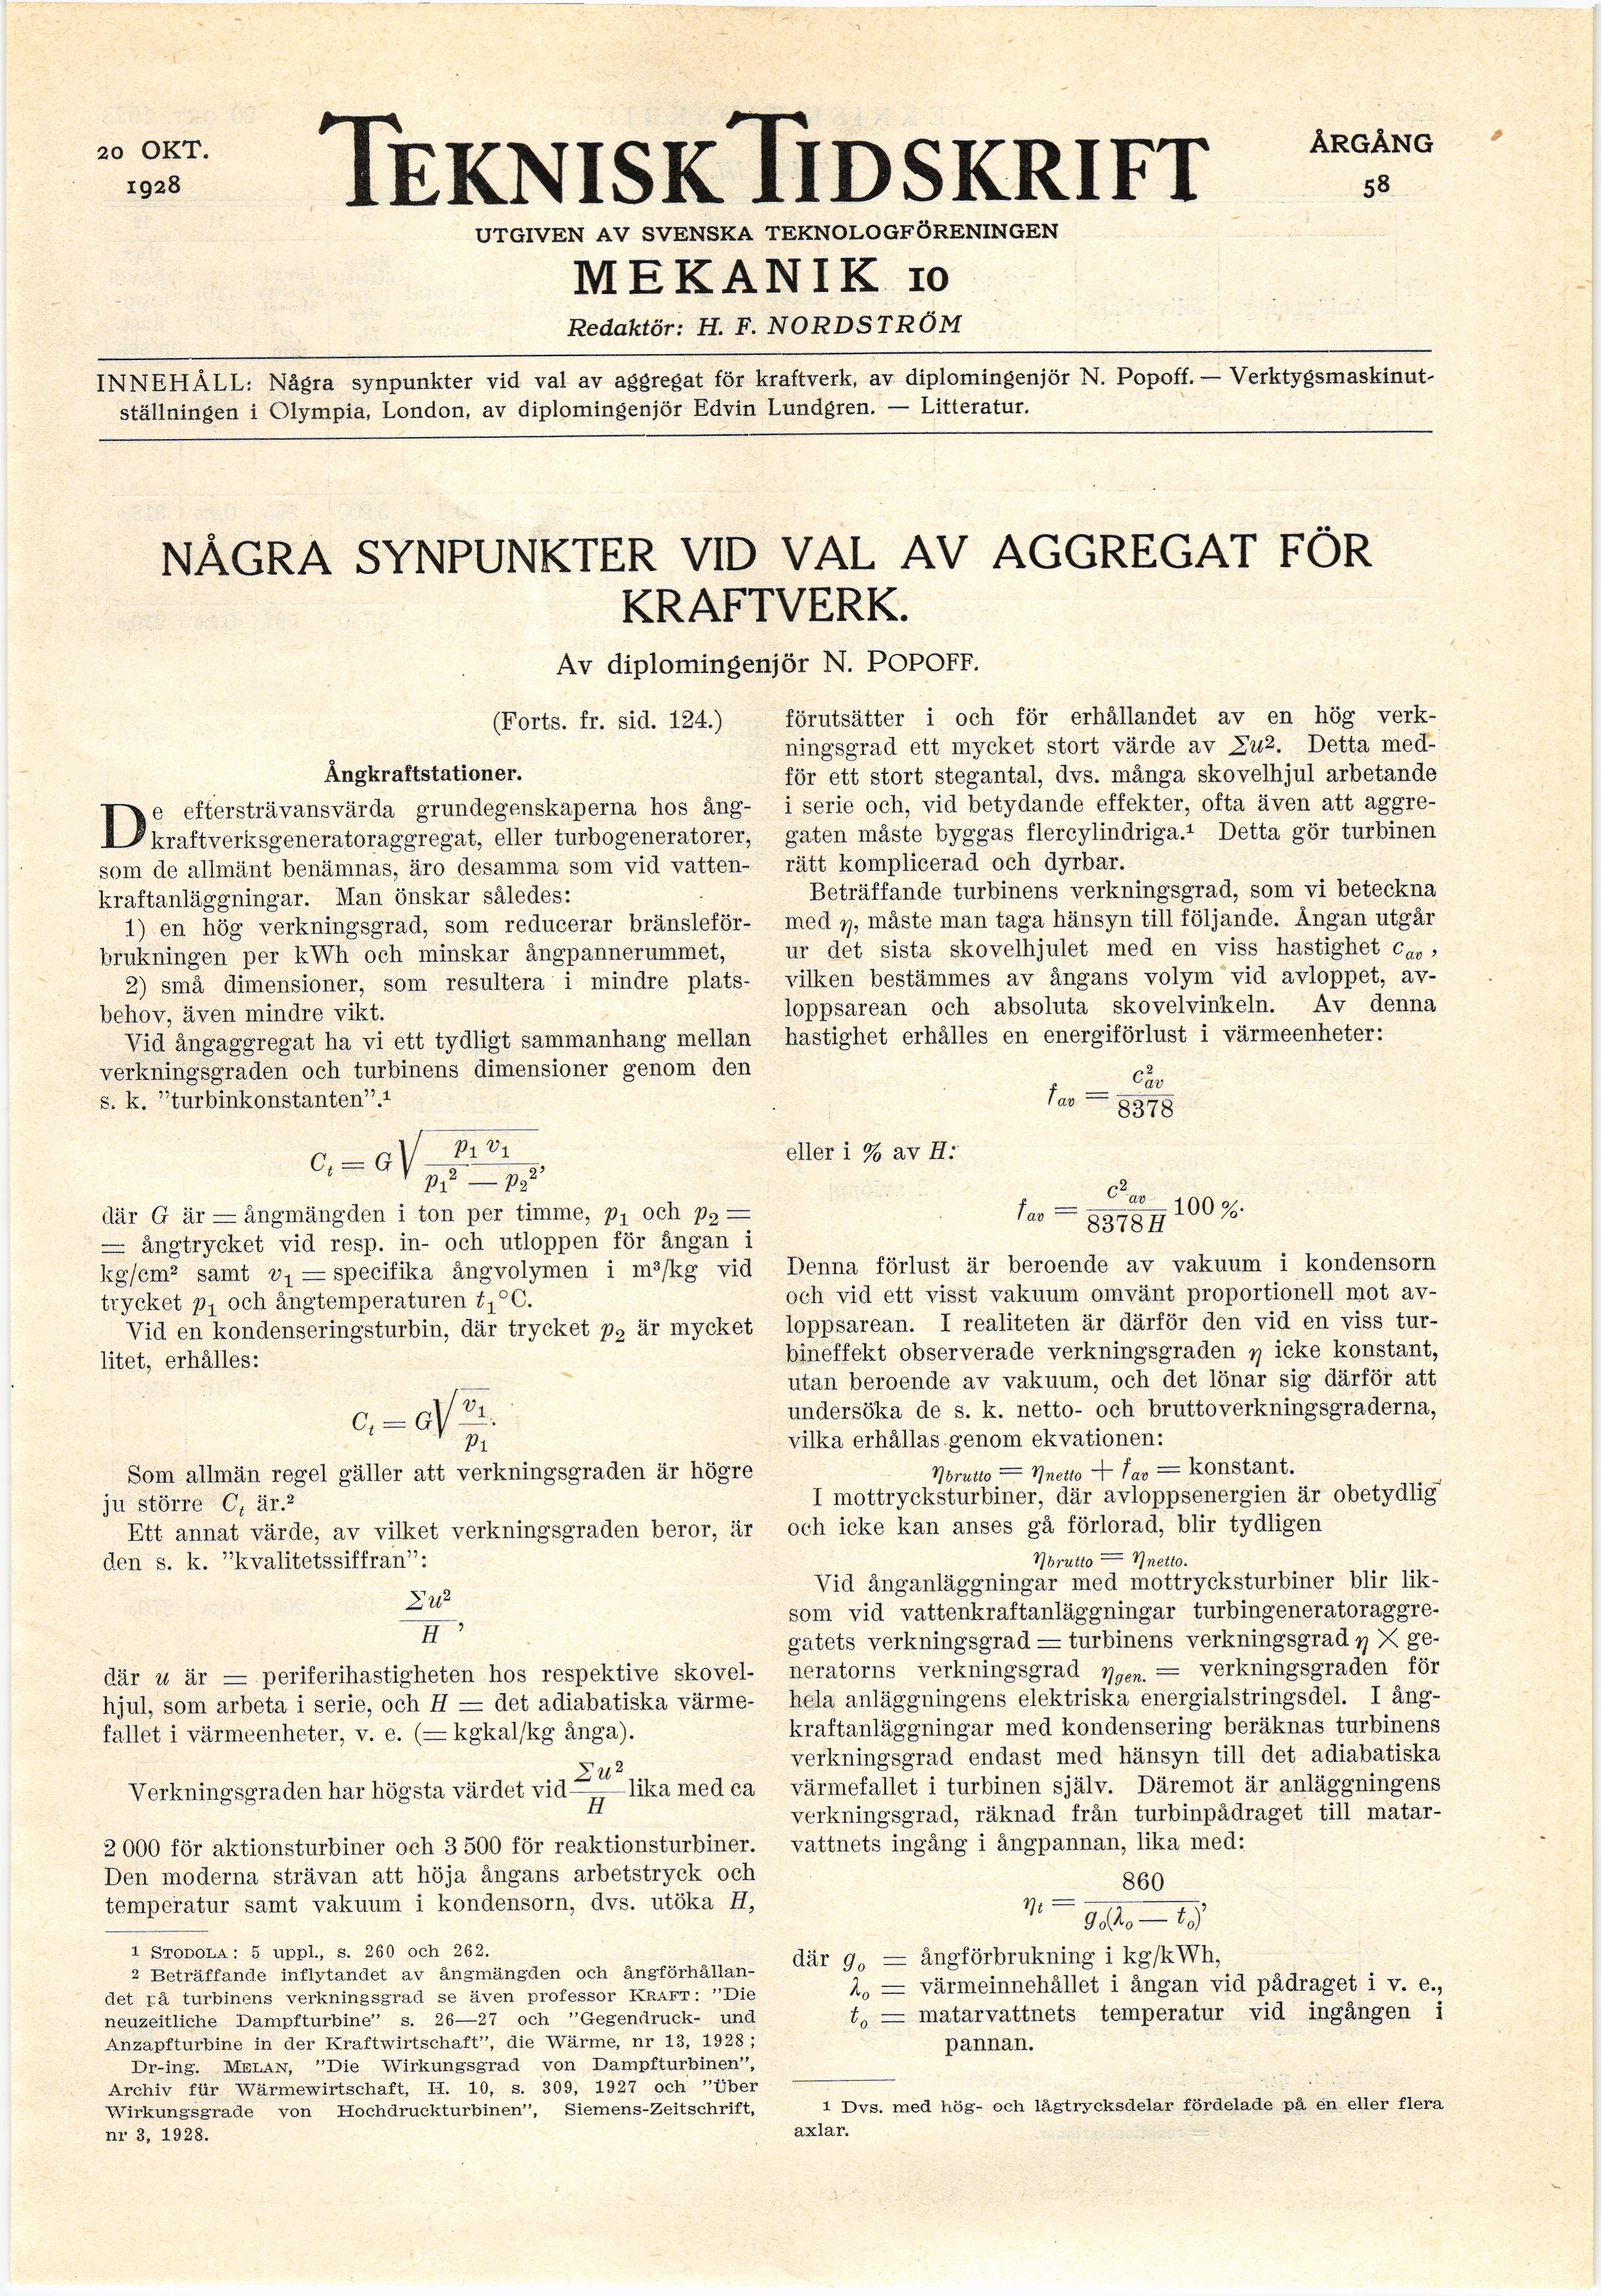 20 OKT.
1928
TEKNISK TIDSKRIFT
ÅRGÅNG
58
UTGIVEN AV SVENSKA TEKNOLOGFÖRENINGEN
MEKANIK 10
Redaktör: H. F. NORDSTRÖM
INNEHÅLL: Några synpunkter vid val av aggregat för kraftverk, av diplomingenjör N. Popoff. — Verktygsmaskinut-
ställningen i Olympia, London, av diplomingenjör Edvin Lundgren. — Litteratur.
NÅGRA SYNPUNKTER VID VAL AV AGGREGAT FÖR
KRAFTVERK.
Av diplomingenjör N. POPOFF.
(Forts. fr. sid. 124.)
Ångkraftstationer.
De eftersträvansvärda grundegenskaperna hos ång-
kraftverksgeneratoraggregat, eller turbogeneratorer,
som de allmänt benämnas, äro desamma som vid vatten-
kraftanläggningar. Man önskar således:
1) en hög verkningsgrad, som reducerar bränsleför-
brukningen per kWh och minskar ångpannerummet,
2) små dimensioner, som resultera i mindre plats-
behov, även mindre vikt.
Vid ångaggregat ha vi ett tydligt sammanhang mellan
verkningsgraden och turbinens dimensioner genom den
s. k. ”turbinkonstanten”.¹
Cₜ = G √ p₁ v₁ / p₁² — p₂²,
där G är = ångmängden i ton per timme, p₁ och p₂ =
= ångtrycket vid resp. in- och utloppen för ångan i
kg/cm² samt v₁ = specifika ångvolymen i m³/kg vid
trycket p₁ och ångtemperaturen t₁°C.
Vid en kondenseringsturbin, där trycket p₂ är mycket
litet, erhålles:
Cₜ = G √ v₁ / p₁.
Som allmän regel gäller att verkningsgraden är högre
ju större Cₜ är.²
Ett annat värde, av vilket verkningsgraden beror, är
den s. k. ”kvalitetssiffran”:
Σu² / H,
där u är = periferihastigheten hos respektive skovel-
hjul, som arbeta i serie, och H = det adiabatiska värme-
fallet i värmeenheter, v. e. (= kgkal/kg ånga).
Verkningsgraden har högsta värdet vid Σu² / H lika med ca
2 000 för aktionsturbiner och 3 500 för reaktionsturbiner.
Den moderna strävan att höja ångans arbetstryck och
temperatur samt vakuum i kondensorn, dvs. utöka H,
1 STODOLA: 5 uppl., s. 260 och 262.
2 Beträffande inflytandet av ångmängden och ångförhållan-
det på turbinens verkningsgrad se även professor KRAFT: ”Die
neuzeitliche Dampfturbine” s. 26—27 och ”Gegendruck- und
Anzapfturbine in der Kraftwirtschaft”, die Wärme, nr 13, 1928;
Dr-ing. MELAN, ”Die Wirkungsgrad von Dampfturbinen”,
Archiv für Wärmewirtschaft, H. 10, s. 309, 1927 och ”Über
Wirkungsgrade von Hochdruckturbinen”, Siemens-Zeitschrift,
nr 3, 1928.
förutsätter i och för erhållandet av en hög verk-
ningsgrad ett mycket stort värde av Σu2. Detta med-
för ett stort stegantal, dvs. många skovelhjul arbetande
i serie och, vid betydande effekter, ofta även att aggre-
gaten måste byggas flercylindriga.¹ Detta gör turbinen
rätt komplicerad och dyrbar.
Beträffande turbinens verkningsgrad, som vi beteckna
med η, måste man taga hänsyn till följande. Ångan utgår
ur det sista skovelhjulet med en viss hastighet c_av,
vilken bestämmes av ångans volym vid avloppet, av-
loppsarean och absoluta skovelvinkeln. Av denna
hastighet erhålles en energiförlust i värmeenheter:
f_av = c²_av / 8378
eller i % av H:
f_av = c²_av / 8378 H 100 %.
Denna förlust är beroende av vakuum i kondensorn
och vid ett visst vakuum omvänt proportionell mot av-
loppsarean. I realiteten är därför den vid en viss tur-
bineffekt observerade verkningsgraden η icke konstant,
utan beroende av vakuum, och det lönar sig därför att
undersöka de s. k. netto- och bruttoverkningsgraderna,
vilka erhållas genom ekvationen:
η_brutto = η_netto + f_av = konstant.
I mottrycksturbiner, där avloppsenergien är obetydlig
och icke kan anses gå förlorad, blir tydligen
η_brutto = η_netto.
Vid ånganläggningar med mottrycksturbiner blir lik-
som vid vattenkraftanläggningar turbingeneratoraggre-
gatets verkningsgrad = turbinens verkningsgrad η × ge-
neratorns verkningsgrad η_gen. = verkningsgraden för
hela anläggningens elektriska energialstringsdel. I ång-
kraftanläggningar med kondensering beräknas turbinens
verkningsgrad endast med hänsyn till det adiabatiska
värmefallet i turbinen själv. Däremot är anläggningens
verkningsgrad, räknad från turbinpådraget till matar-
vattnets ingång i ångpannan, lika med:
ηₜ = 860 / g₀(λ₀ — t₀),
där g₀ = ångförbrukning i kg/kWh,
λ₀ = värmeinnehållet i ångan vid pådraget i v. e.,
t₀ = matarvattnets temperatur vid ingången i
pannan.
1 Dvs. med hög- och lågtrycksdelar fördelade på en eller flera
axlar.